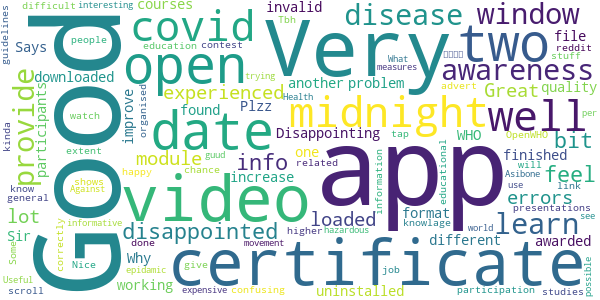 difficult
interesting
courses
invalid
window
guidelines
Says
people
covid
Very
Tbh
disease
two
file
reddit
education
contest
What
measures
stuff
downloaded
open
trying
another
problem
awareness
Good
provide
participants
improve
organised
experienced
Health
Great
quality
found
Plzz
midnight
well
advert
per
kinda
watch
date
Disappointing
tap
WHO
OpenWHO
bit
extent
module
guud
info
one
app
information
educational
finished
will
know
shows
Against
chance
increase
related
errors
feel
Asibone
general
lot
correctly
happy
video
loaded
format
learn
use
link
knowlage
presentations
Sir
informative
disappointed
higher
hazardous
different
awarded
world
see
Some
Nice
done
movement
certificate
Useful
epidamic
Why
give
job
participation
studies
possible
scroll
working
expensive
confusing
uninstalled